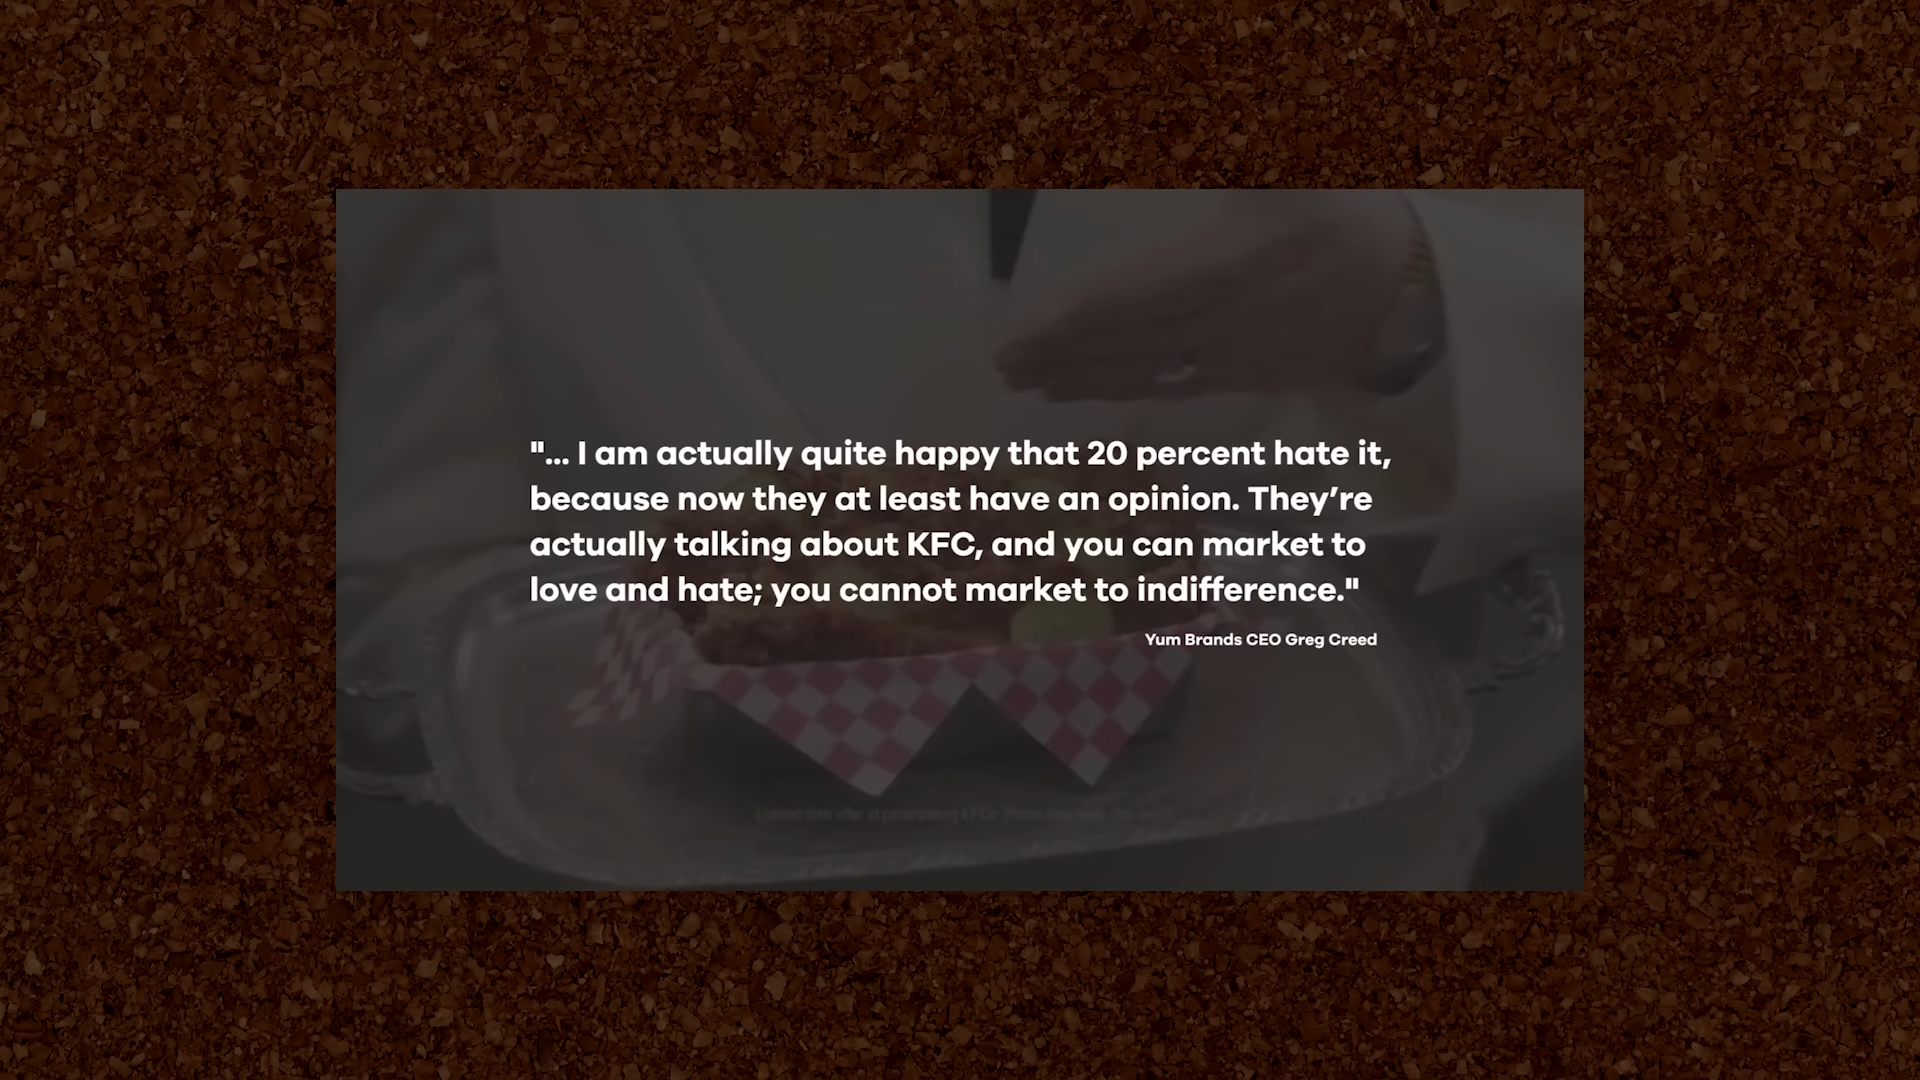 "... I am actually quite happy that 20 percent hate it,
because now they at least have an opinion. They’re
actually talking about KFC, and you can market to
love and hate; you cannot market to indifference."
Yum Brands CEO Greg Creed